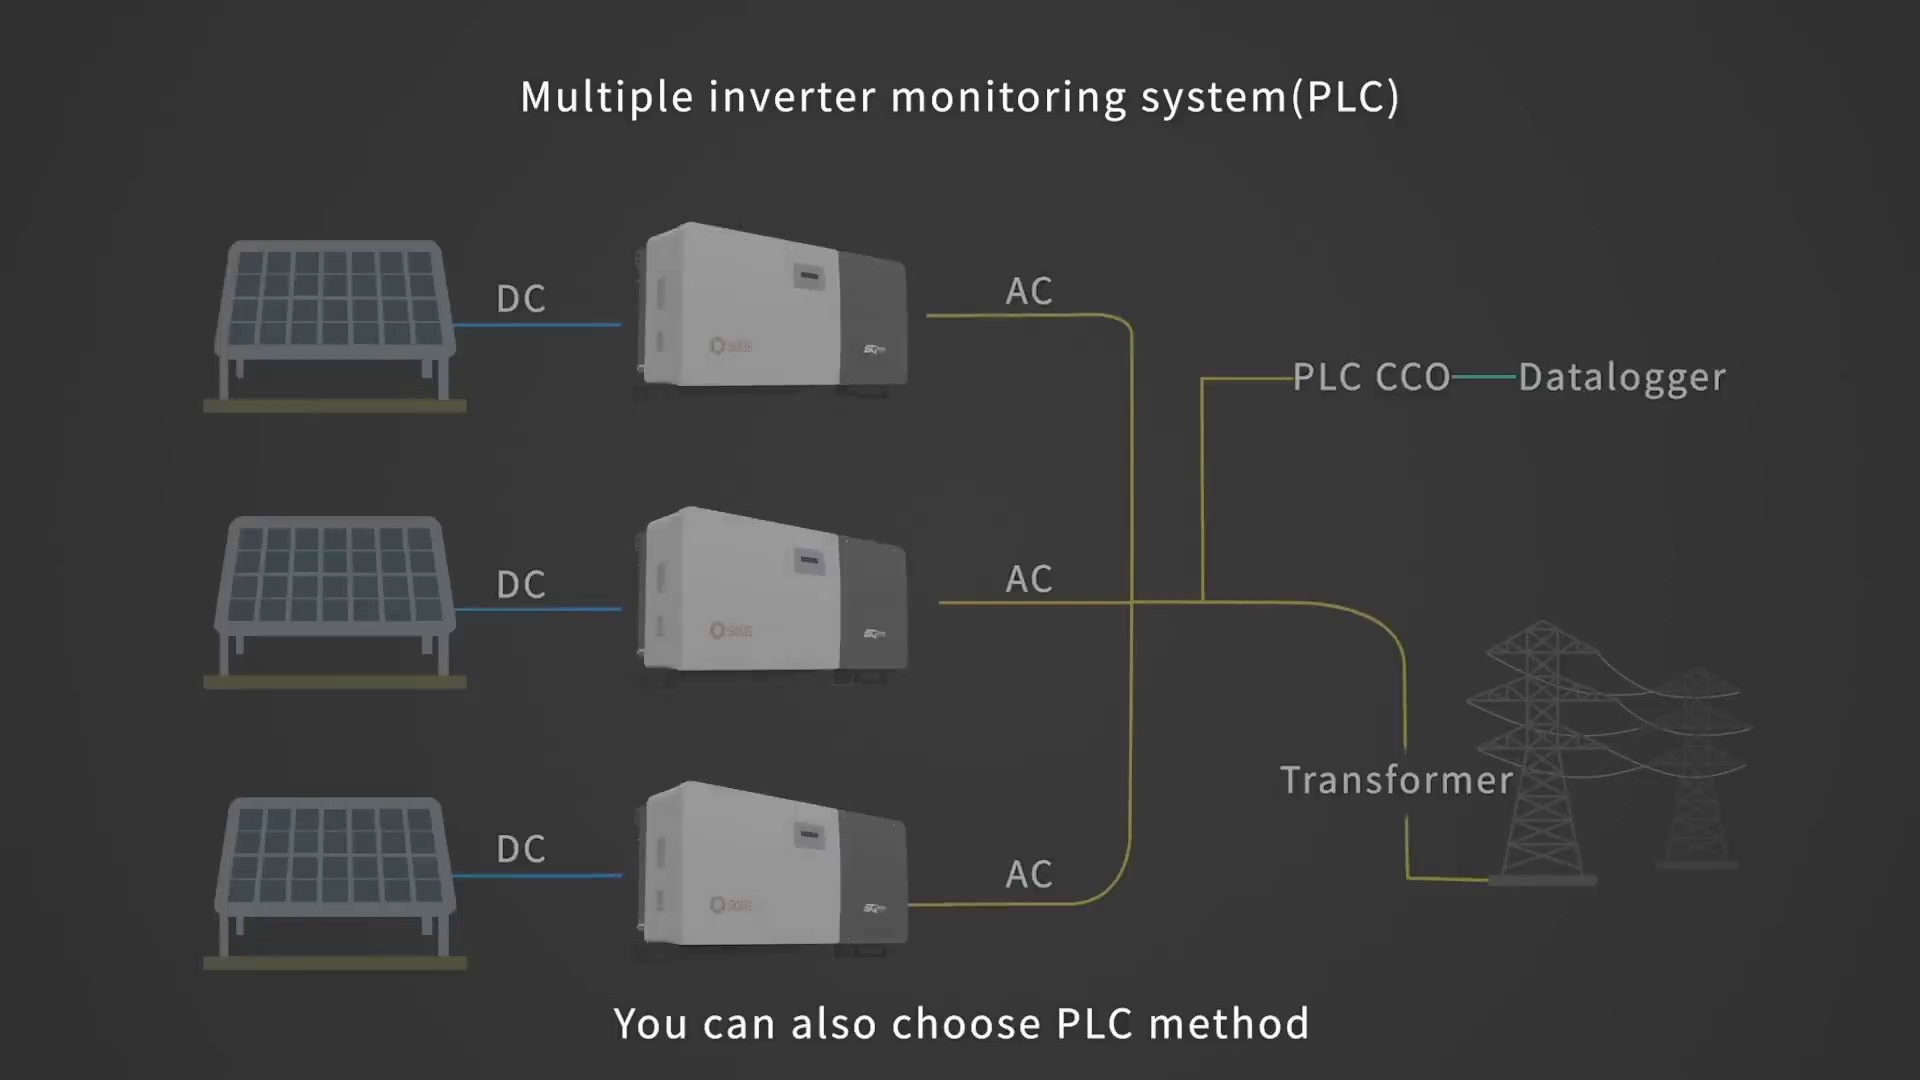 Multiple inverter monitoring system(PLC)
DC
AC
PLC CCO
Datalogger
DC
AC
Transformer
DC
AC
You can also choose PLC method